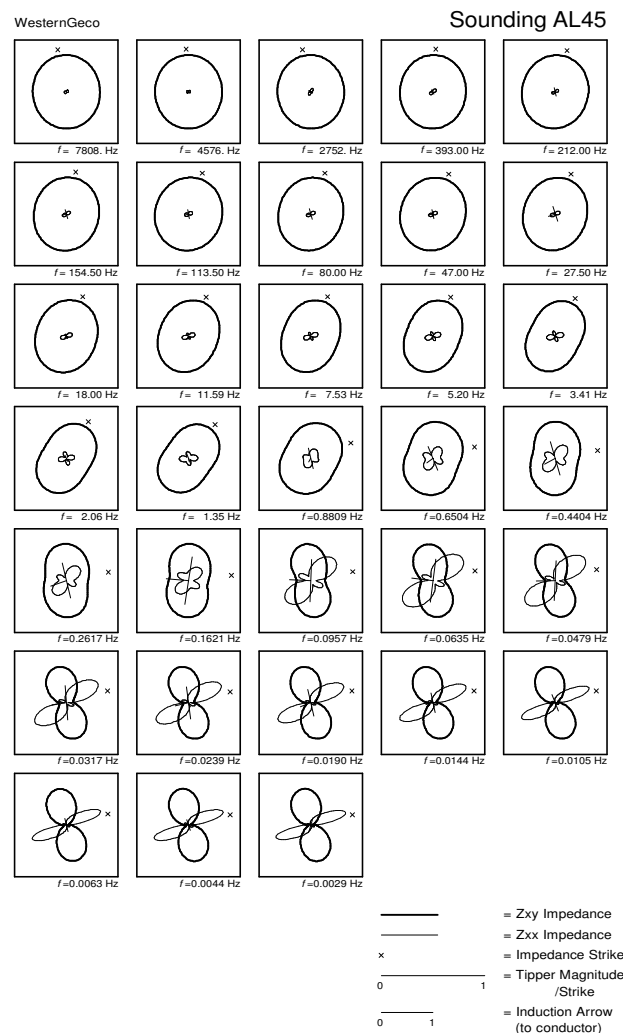 WesternGeco
Sounding AL45
f = 7808. Hz
f = 4576. Hz
f = 2752. Hz
f = 393.00 Hz
f = 212.00 Hz
f = 154.50 Hz
f = 113.50 Hz
f = 80.00 Hz
f = 47.00 Hz
f = 27.50 Hz
f = 18.00 Hz
f = 11.59 Hz
f = 7.53 Hz
f = 5.20 Hz
f = 3.41 Hz
f = 2.06 Hz
f = 1.35 Hz
f =0.8809 Hz
f =0.6504 Hz
f =0.4404 Hz
f =0.2617 Hz
f =0.1621 Hz
f =0.0957 Hz
f =0.0635 Hz
f =0.0479 Hz
f =0.0317 Hz
f =0.0239 Hz
f =0.0190 Hz
f =0.0144 Hz
f =0.0105 Hz
f =0.0063 Hz
f =0.0044 Hz
f =0.0029 Hz
= Zxy Impedance
= Zxx Impedance
× = Impedance Strike
= Tipper Magnitude
0 1 /Strike
= Induction Arrow
0 1 (to conductor)